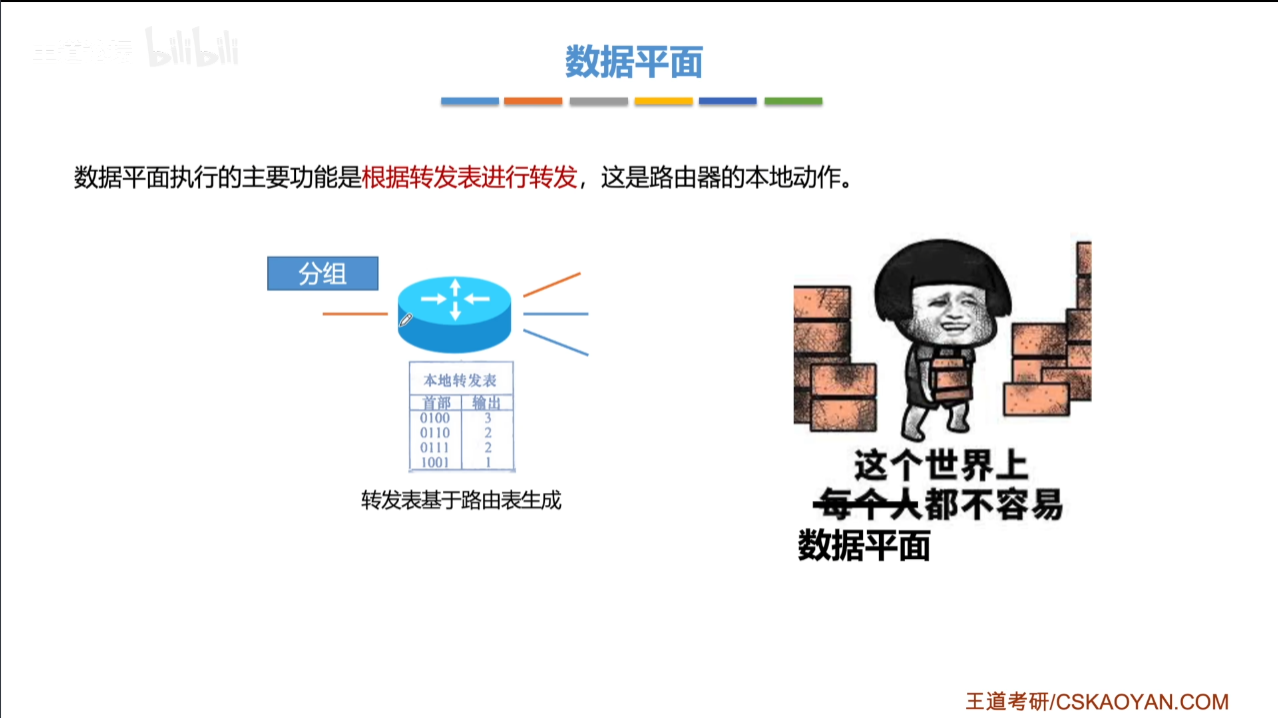 bilibili
数据平面
数据平面执行的主要功能是根据转发表进行转发，这是路由器的本地动作。
分组
本地转发表
首部 输出
0100 3
0110 2
0111 2
1001 1
转发表基于路由表生成
这个世界上
每个人都不容易
数据平面
王道考研/CSKAOYAN.COM